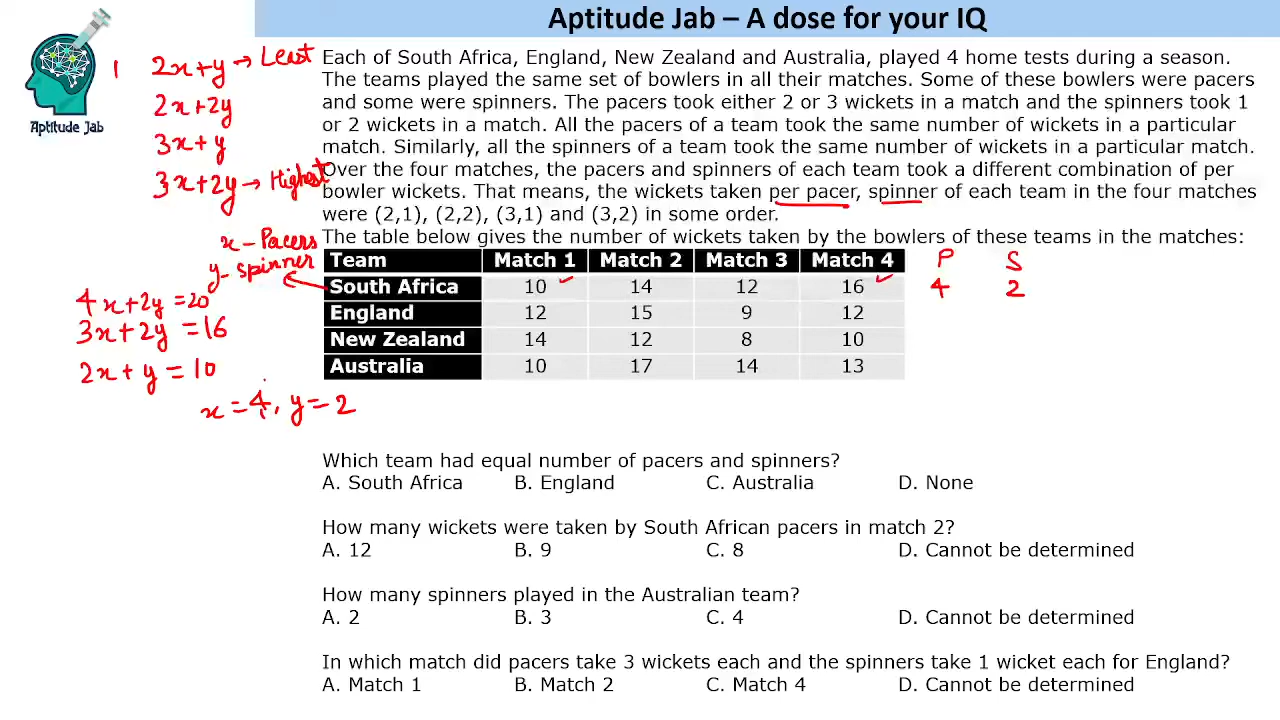 Aptitude Jab – A dose for your IQ
Aptitude Jab
1
2x+y → Least
2x+2y
3x+y
3x+2y → Highest
x - Pacers
y - spinner
4x+2y = 20
3x+2y = 16
2x+y = 10
x = 4, y = 2
Each of South Africa, England, New Zealand and Australia, played 4 home tests during a season.
The teams played the same set of bowlers in all their matches. Some of these bowlers were pacers
and some were spinners. The pacers took either 2 or 3 wickets in a match and the spinners took 1
or 2 wickets in a match. All the pacers of a team took the same number of wickets in a particular
match. Similarly, all the spinners of a team took the same number of wickets in a particular match.
Over the four matches, the pacers and spinners of each team took a different combination of per
bowler wickets. That means, the wickets taken per pacer, spinner of each team in the four matches
were (2,1), (2,2), (3,1) and (3,2) in some order.
The table below gives the number of wickets taken by the bowlers of these teams in the matches:
Team Match 1 Match 2 Match 3 Match 4 P S
South Africa 10 14 12 16 4 2
England 12 15 9 12
New Zealand 14 12 8 10
Australia 10 17 14 13
Which team had equal number of pacers and spinners?
A. South Africa B. England C. Australia D. None
How many wickets were taken by South African pacers in match 2?
A. 12 B. 9 C. 8 D. Cannot be determined
How many spinners played in the Australian team?
A. 2 B. 3 C. 4 D. Cannot be determined
In which match did pacers take 3 wickets each and the spinners take 1 wicket each for England?
A. Match 1 B. Match 2 C. Match 4 D. Cannot be determined